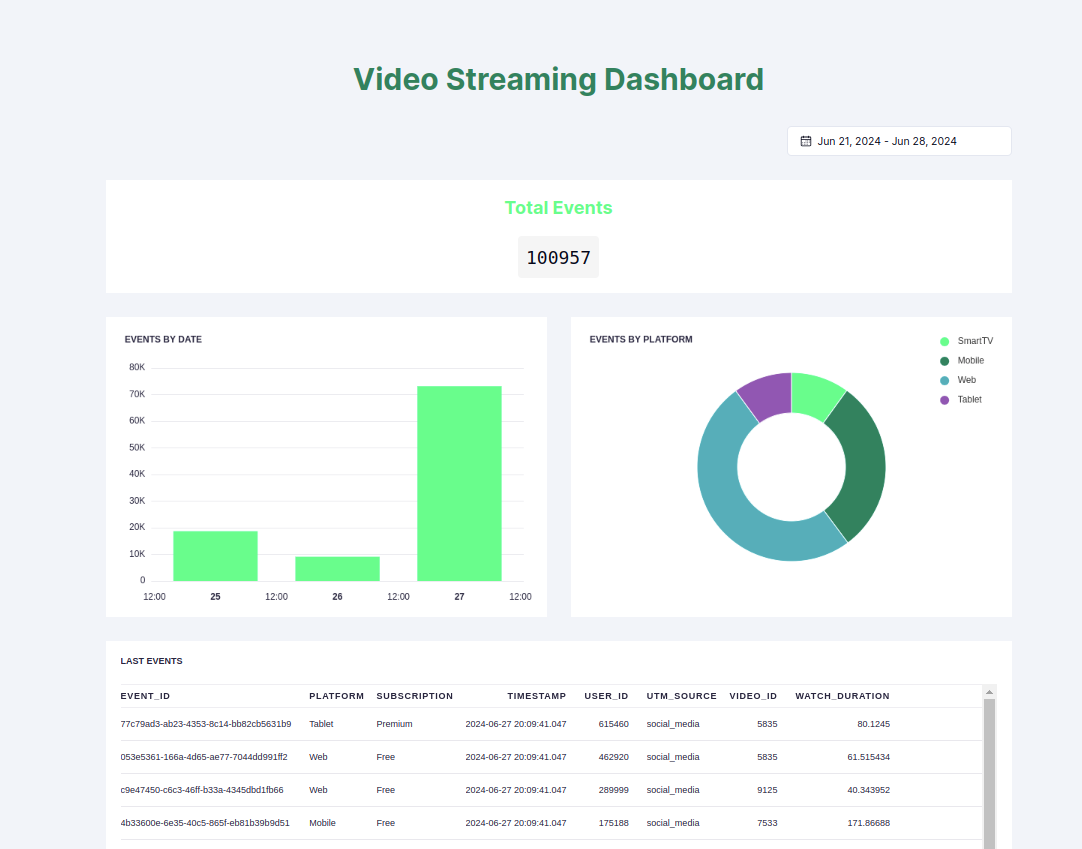 Video Streaming Dashboard
Jun 21, 2024 - Jun 28, 2024
Total Events
100957
EVENTS BY DATE
80K
70K
60K
50K
40K
30K
20K
10K
0
12:00 25 12:00 26 12:00 27 12:00
EVENTS BY PLATFORM
SmartTV
Mobile
Web
Tablet
LAST EVENTS
EVENT_ID PLATFORM SUBSCRIPTION TIMESTAMP USER_ID UTM_SOURCE VIDEO_ID WATCH_DURATION
77c79ad3-ab23-4353-8c14-bb82cb5631b9 Tablet Premium 2024-06-27 20:09:41.047 615460 social_media 5835 80.1245
053e5361-166a-4d65-ae77-7044dd991ff2 Web Free 2024-06-27 20:09:41.047 462920 social_media 5835 61.515434
c9e47450-c6c3-46ff-b33a-4345dbd1fb66 Web Free 2024-06-27 20:09:41.047 289999 social_media 9125 40.343952
4b33600e-6e35-40c5-865f-eb81b39b9d51 Mobile Free 2024-06-27 20:09:41.047 175188 social_media 7533 171.86688